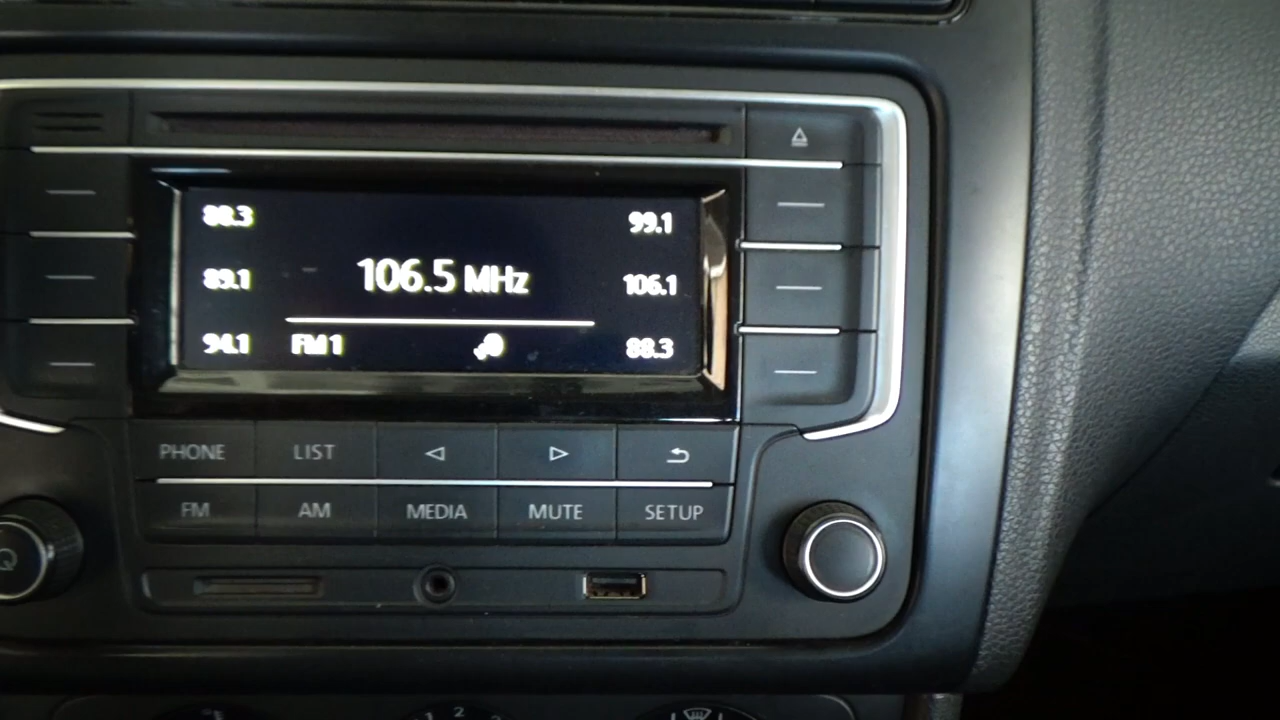 88.3 99.1
106.5 MHz
89.1 106.1
94.1 FM1 88.3
PHONE LIST
FM AM MEDIA MUTE SETUP
2